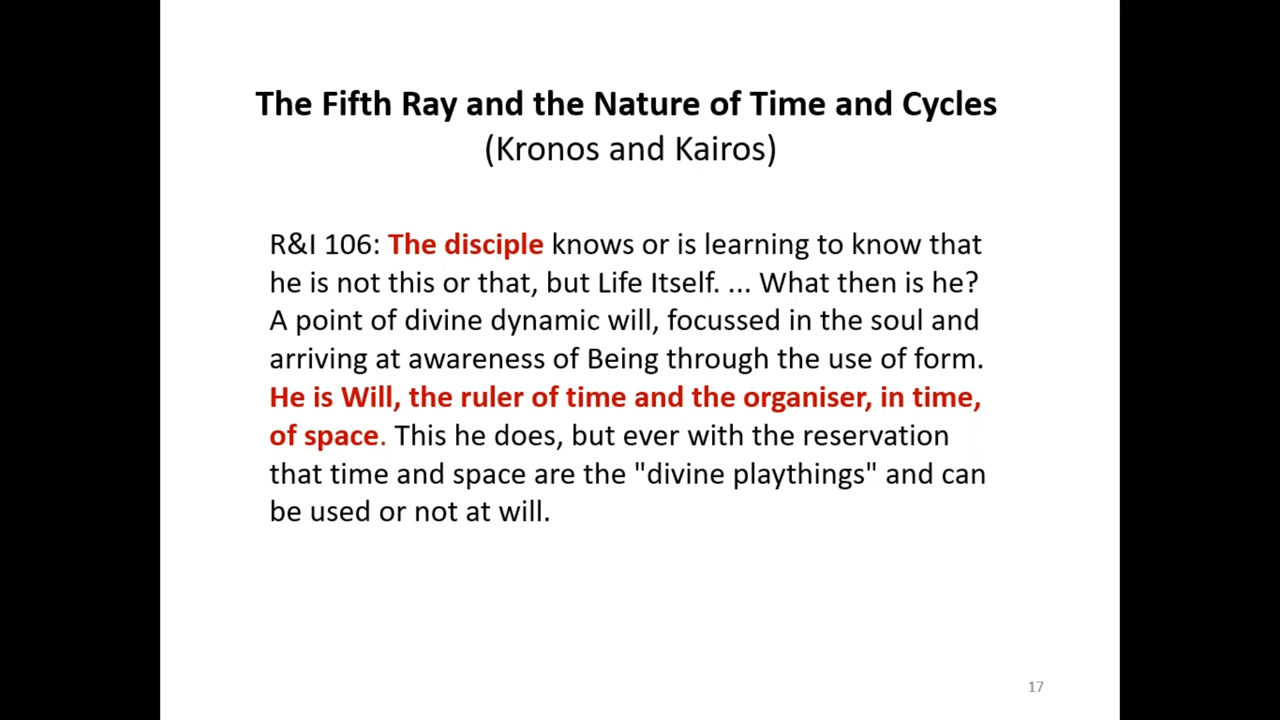 The Fifth Ray and the Nature of Time and Cycles
(Kronos and Kairos)
R&I 106: The disciple knows or is learning to know that
he is not this or that, but Life Itself. ... What then is he?
A point of divine dynamic will, focussed in the soul and
arriving at awareness of Being through the use of form.
He is Will, the ruler of time and the organiser, in time,
of space. This he does, but ever with the reservation
that time and space are the "divine playthings" and can
be used or not at will.
17